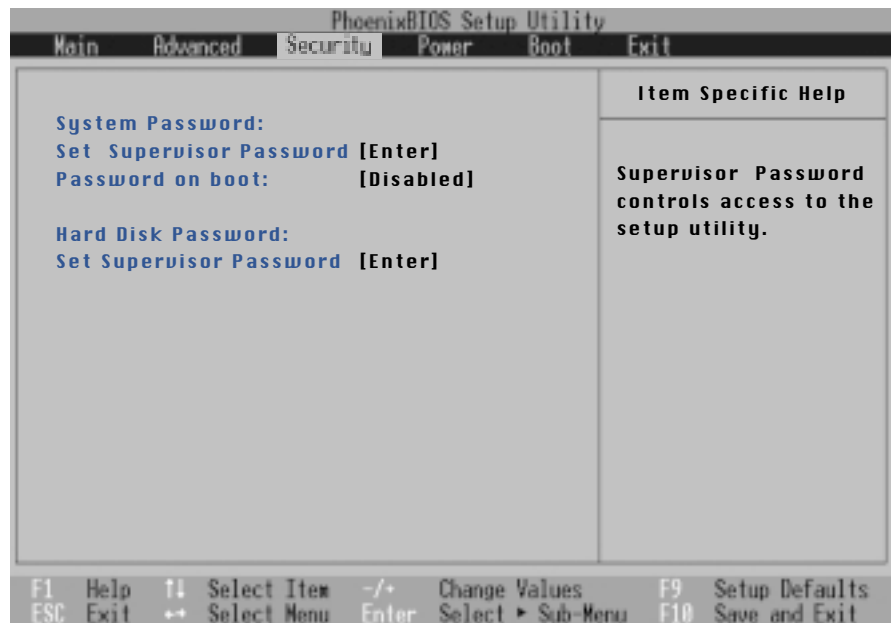 PhoenixBIOS Setup Utility
Main Advanced Security Power Boot Exit
Item Specific Help
System Password:
Set Supervisor Password [Enter]
Password on boot: [Disabled]
Supervisor Password
controls access to the
setup utility.
Hard Disk Password:
Set Supervisor Password [Enter]
F1 Help ↑↓ Select Item -/+ Change Values F9 Setup Defaults
ESC Exit ←→ Select Menu Enter Select ▶ Sub-Menu F10 Save and Exit